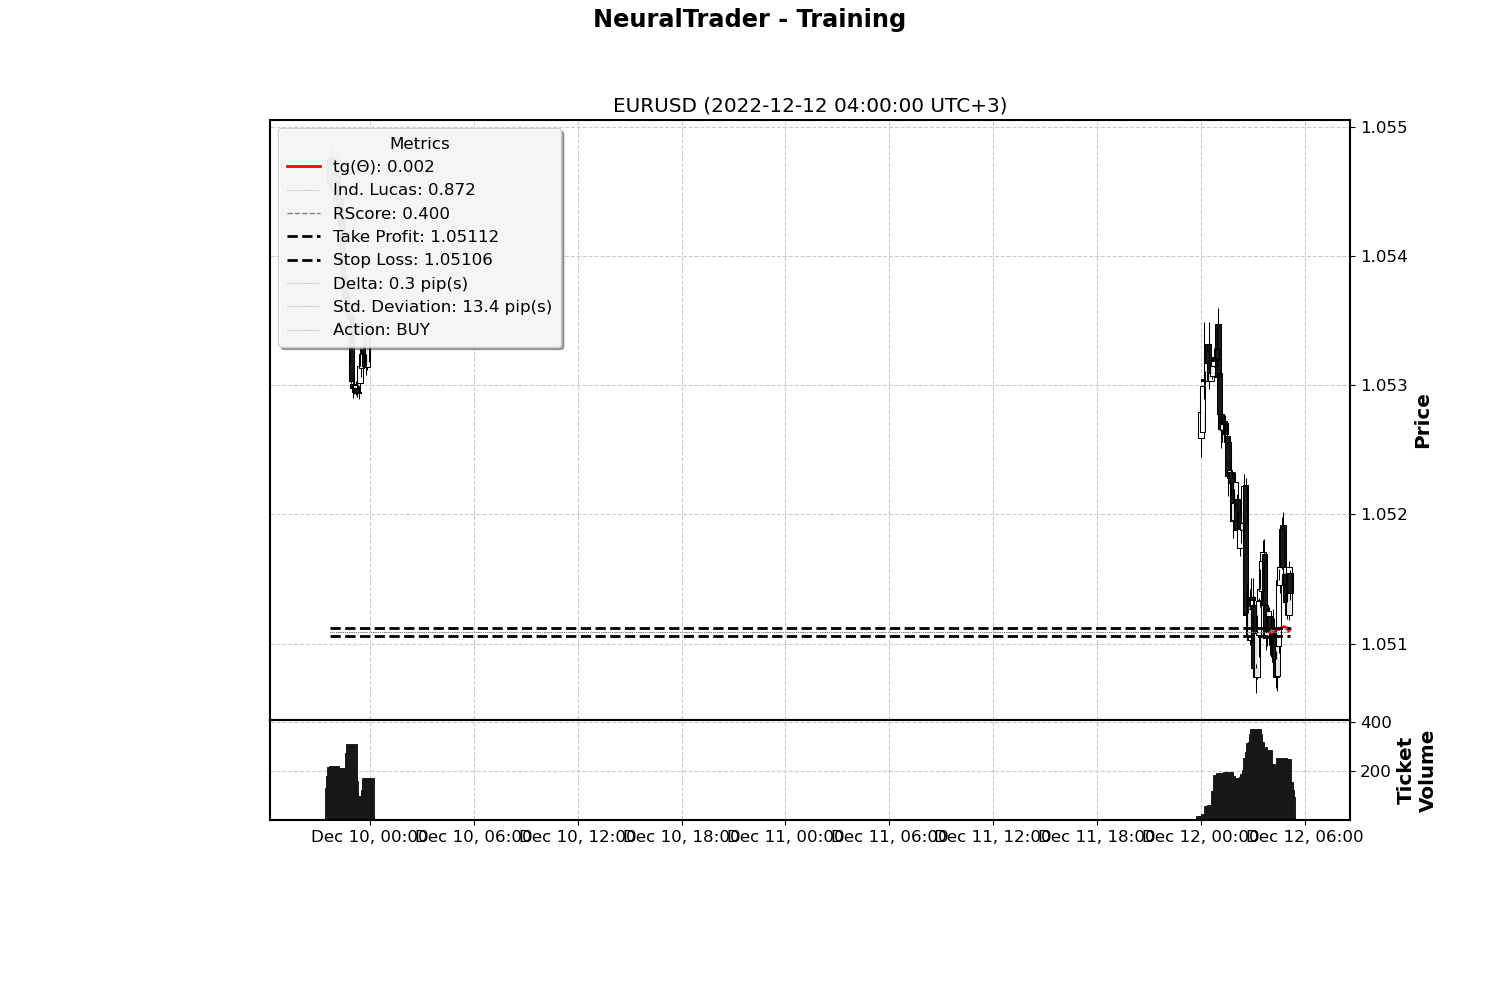 NeuralTrader - Training
EURUSD (2022-12-12 04:00:00 UTC+3)
Metrics
tg(Θ): 0.002
Ind. Lucas: 0.872
RScore: 0.400
Take Profit: 1.05112
Stop Loss: 1.05106
Delta: 0.3 pip(s)
Std. Deviation: 13.4 pip(s)
Action: BUY
1.055
1.054
1.053
1.052
1.051
Price
400
200
Ticket
Volume
Dec 10, 00:00
Dec 10, 06:00
Dec 10, 12:00
Dec 10, 18:00
Dec 11, 00:00
Dec 11, 06:00
Dec 11, 12:00
Dec 11, 18:00
Dec 12, 00:00
Dec 12, 06:00